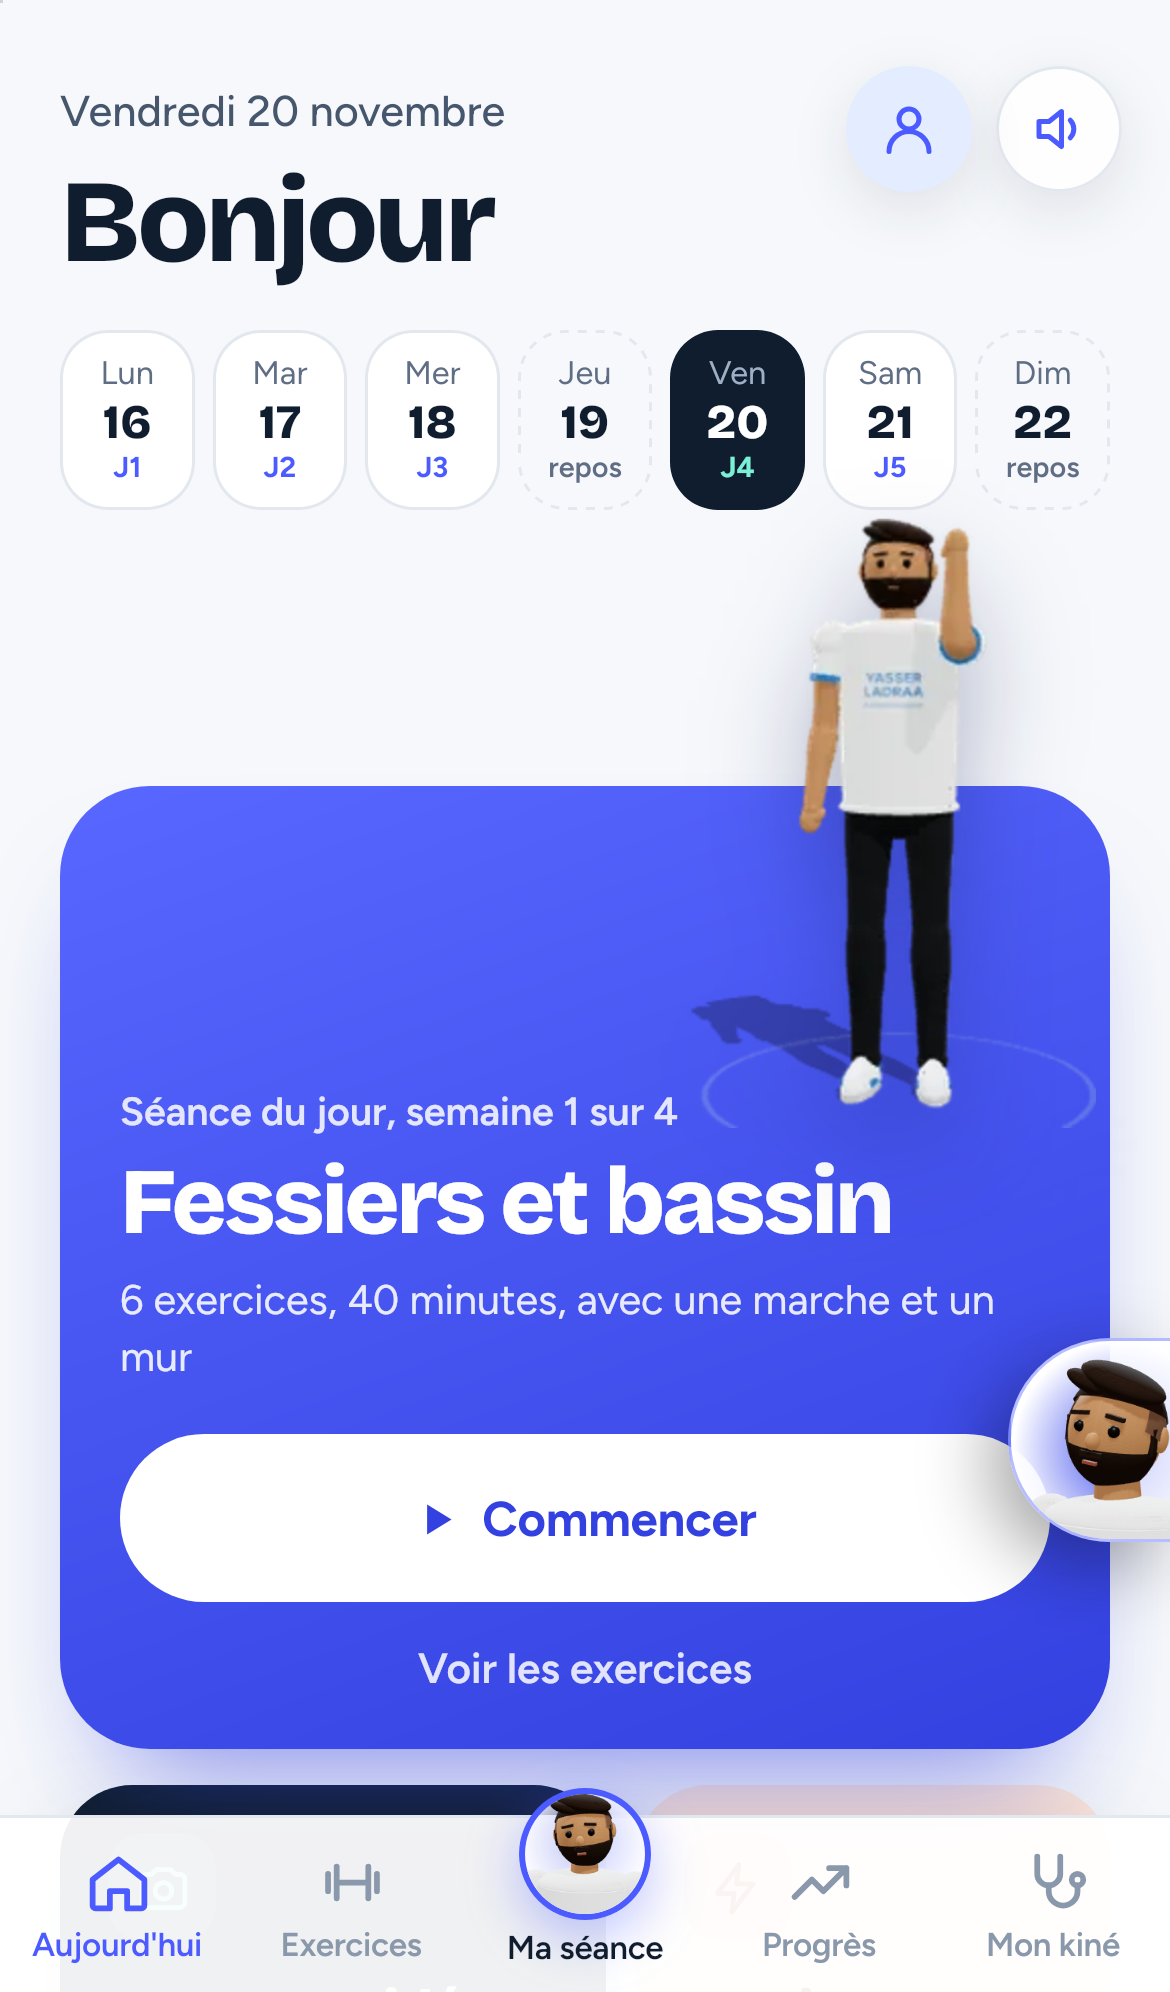 Vendredi 20 novembre
Bonjour
Lun Mar Mer Jeu Ven Sam Dim
16 17 18 19 20 21 22
J1 J2 J3 repos J4 J5 repos
YASSER
LADRAA
Séance du jour, semaine 1 sur 4
Fessiers et bassin
6 exercices, 40 minutes, avec une marche et un
mur
Commencer
Voir les exercices
Aujourd'hui Exercices Ma séance Progrès Mon kiné